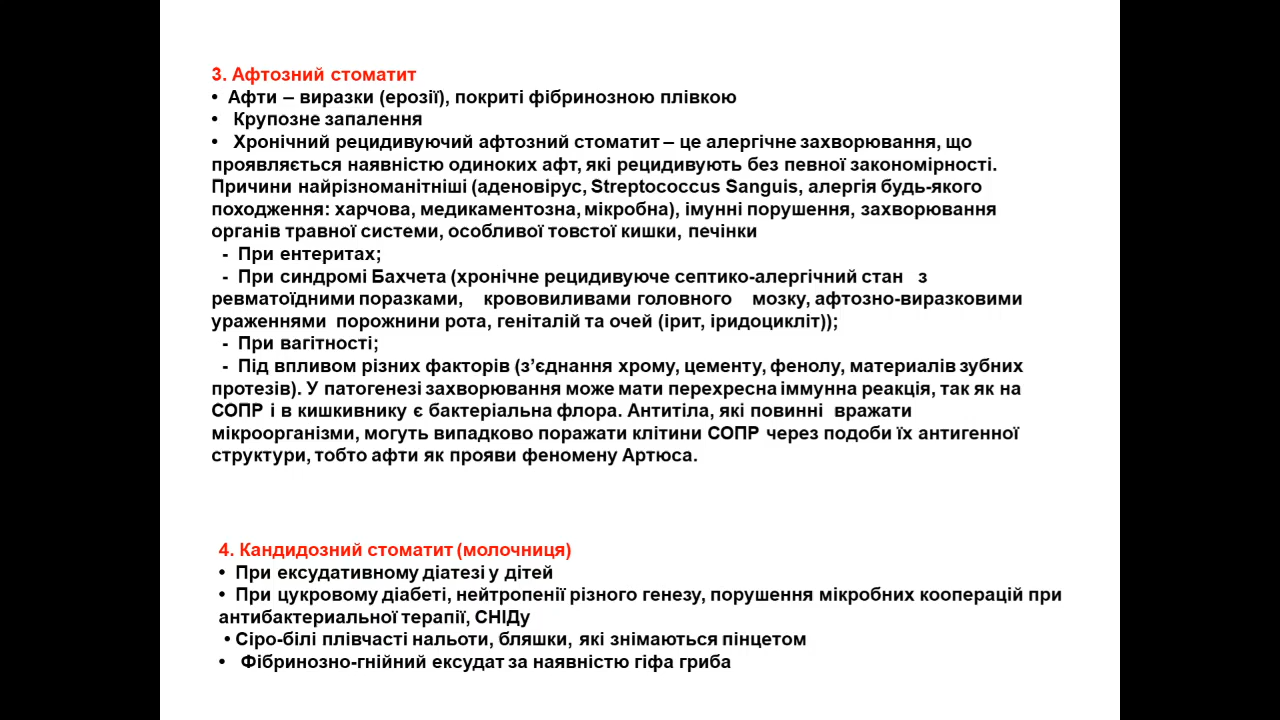 3. Афтозний стоматит
• Афти – виразки (ерозії), покриті фібринозною плівкою
• Крупозне запалення
• Хронічний рецидивуючий афтозний стоматит – це алергічне захворювання, що
проявляється наявністю одиноких афт, які рецидивують без певної закономірності.
Причини найрізноманітніші (аденовірус, Streptococcus Sanguis, алергія будь-якого
походження: харчова, медикаментозна, мікробна), імунні порушення, захворювання
органів травної системи, особливої товстої кишки, печінки
- При ентеритах;
- При синдромі Бахчета (хронічне рецидивуюче септико-алергічний стан з
ревматоїдними поразками, крововиливами головного мозку, афтозно-виразковими
ураженнями порожнини рота, геніталій та очей (ірит, іридоцикліт));
- При вагітності;
- Під впливом різних факторів (з’єднання хрому, цементу, фенолу, материалів зубних
протезів). У патогенезі захворювання може мати перехресна іммунна реакція, так як на
СОПР і в кишкивнику є бактеріальна флора. Антитіла, які повинні вражати
мікроорганізми, могуть випадково поражати клітини СОПР через подоби їх антигенної
структури, тобто афти як прояви феномену Артюса.
4. Кандидозний стоматит (молочниця)
• При ексудативному діатезі у дітей
• При цукровому діабеті, нейтропенії різного генезу, порушення мікробних кооперацій при
антибактериальної терапії, СНІДу
• Сіро-білі плівчасті нальоти, бляшки, які знімаються пінцетом
• Фібринозно-гнійний ексудат за наявністю гіфа гриба